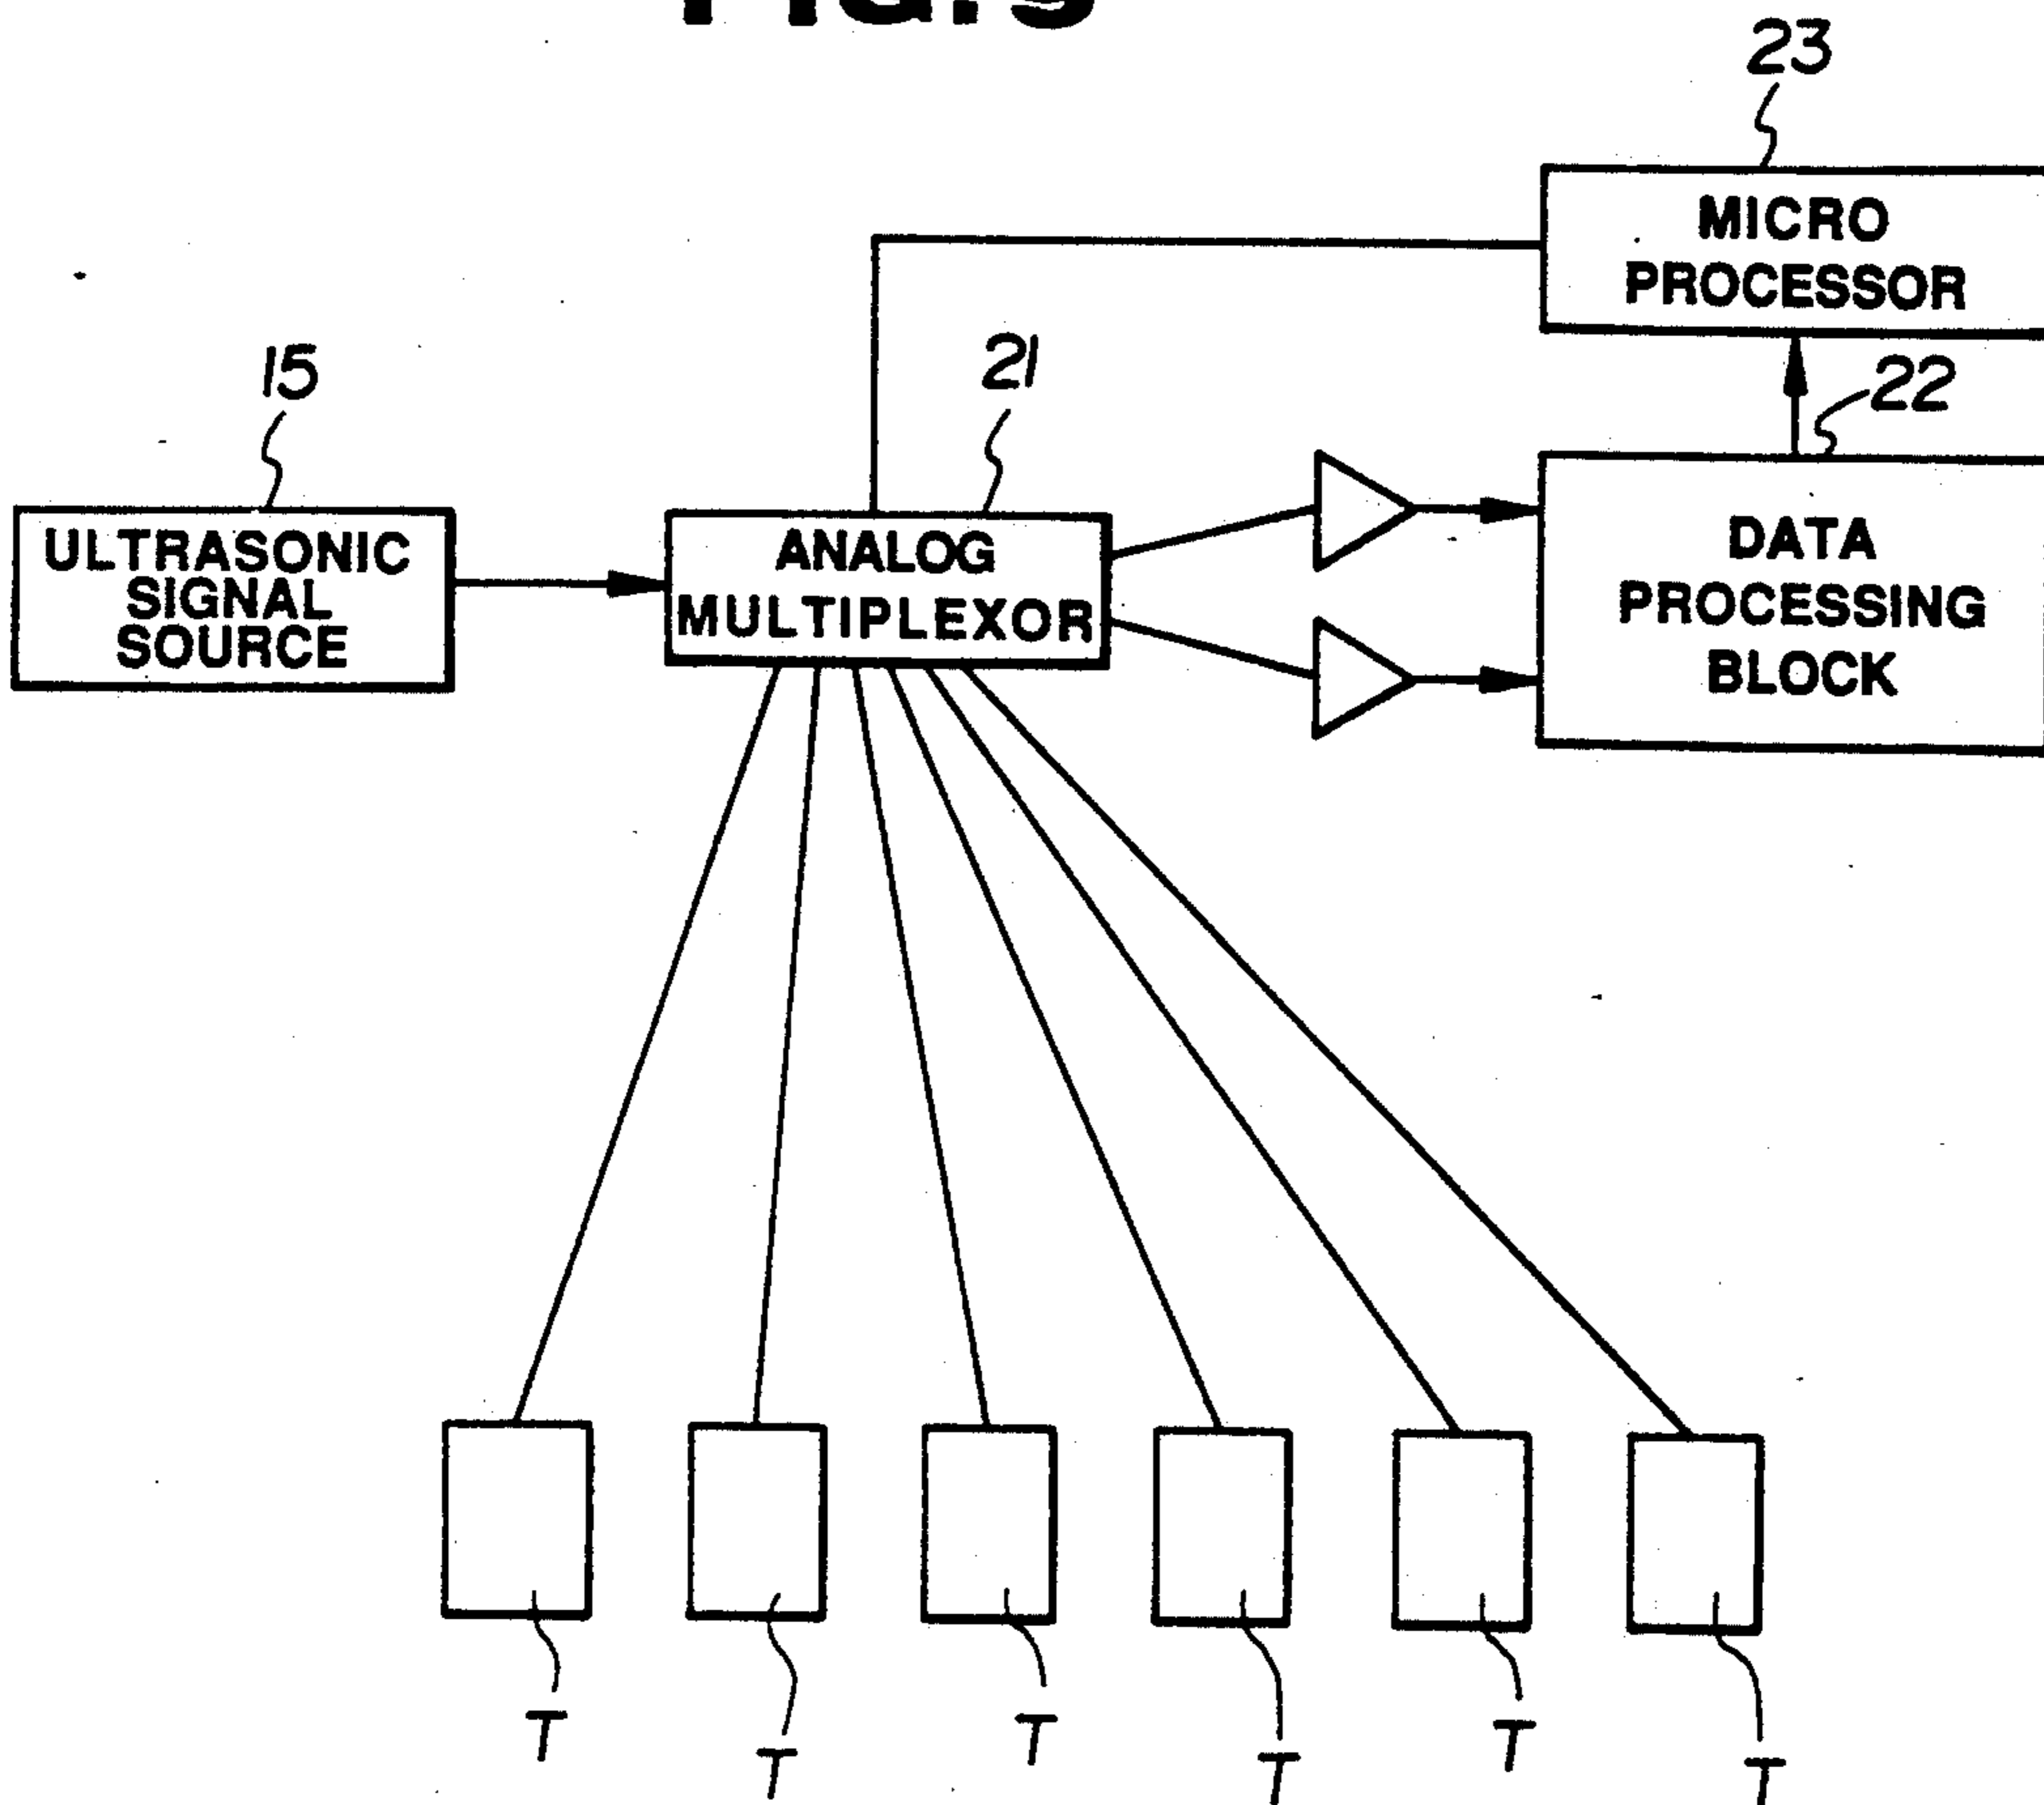 23
MICRO
PROCESSOR
15
21
22
ULTRASONIC
SIGNAL
SOURCE
ANALOG
MULTIPLEXOR
DATA
PROCESSING
BLOCK
T
T
T
T
T
T